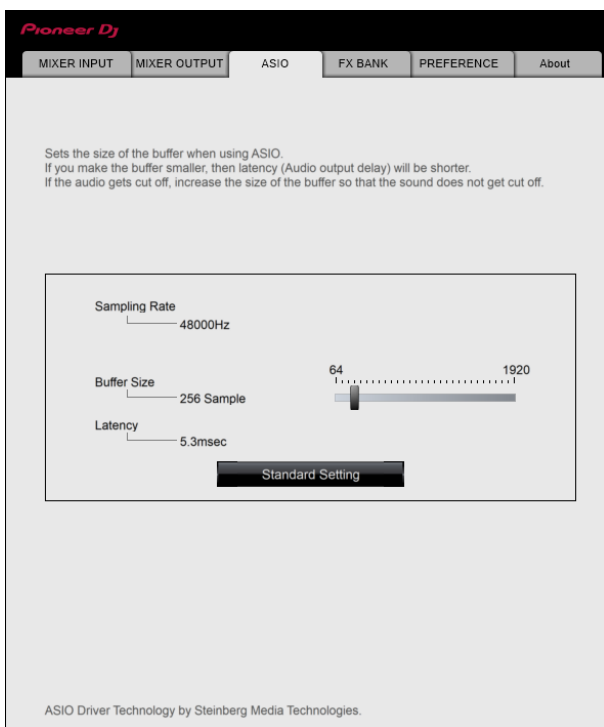 Pioneer Dj
MIXER INPUT
MIXER OUTPUT
ASIO
FX BANK
PREFERENCE
About
Sets the size of the buffer when using ASIO.
If you make the buffer smaller, then latency (Audio output delay) will be shorter.
If the audio gets cut off, increase the size of the buffer so that the sound does not get cut off.
Sampling Rate
48000Hz
64 1920
Buffer Size
256 Sample
Latency
5.3msec
Standard Setting
ASIO Driver Technology by Steinberg Media Technologies.